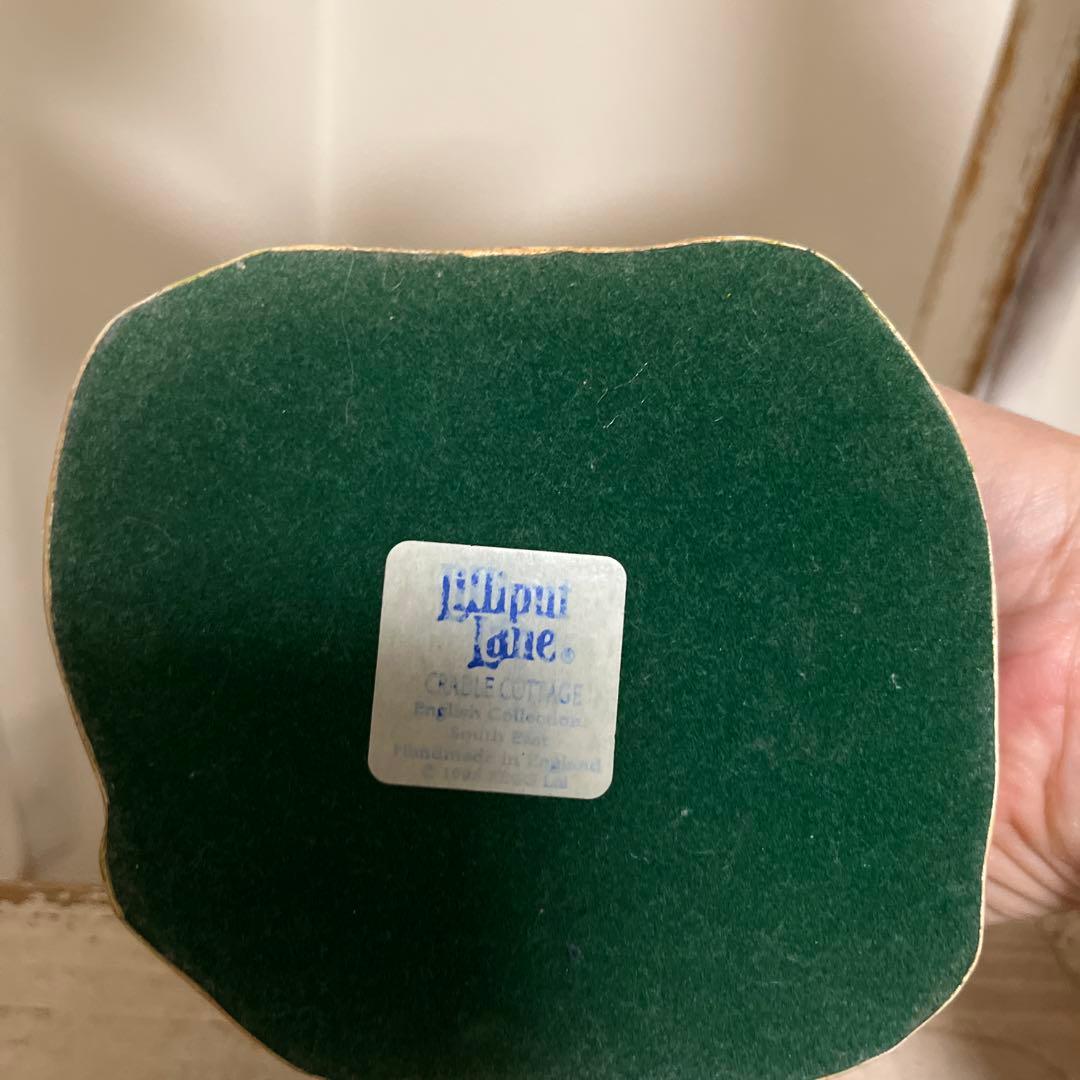 Lilliput
Lane®
CRADLE COTTAGE
English Collection
South East
Handmade in England
© Ltd